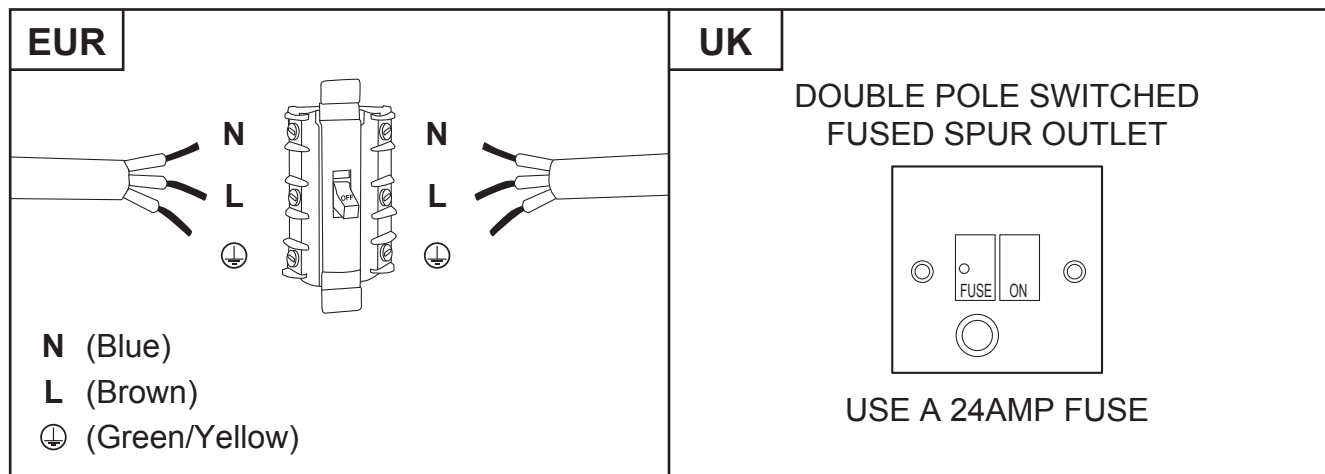 EUR
N
L
N
L
OFF
N (Blue)
L (Brown)
(Green/Yellow)
UK
DOUBLE POLE SWITCHED
FUSED SPUR OUTLET
FUSE ON
USE A 24AMP FUSE